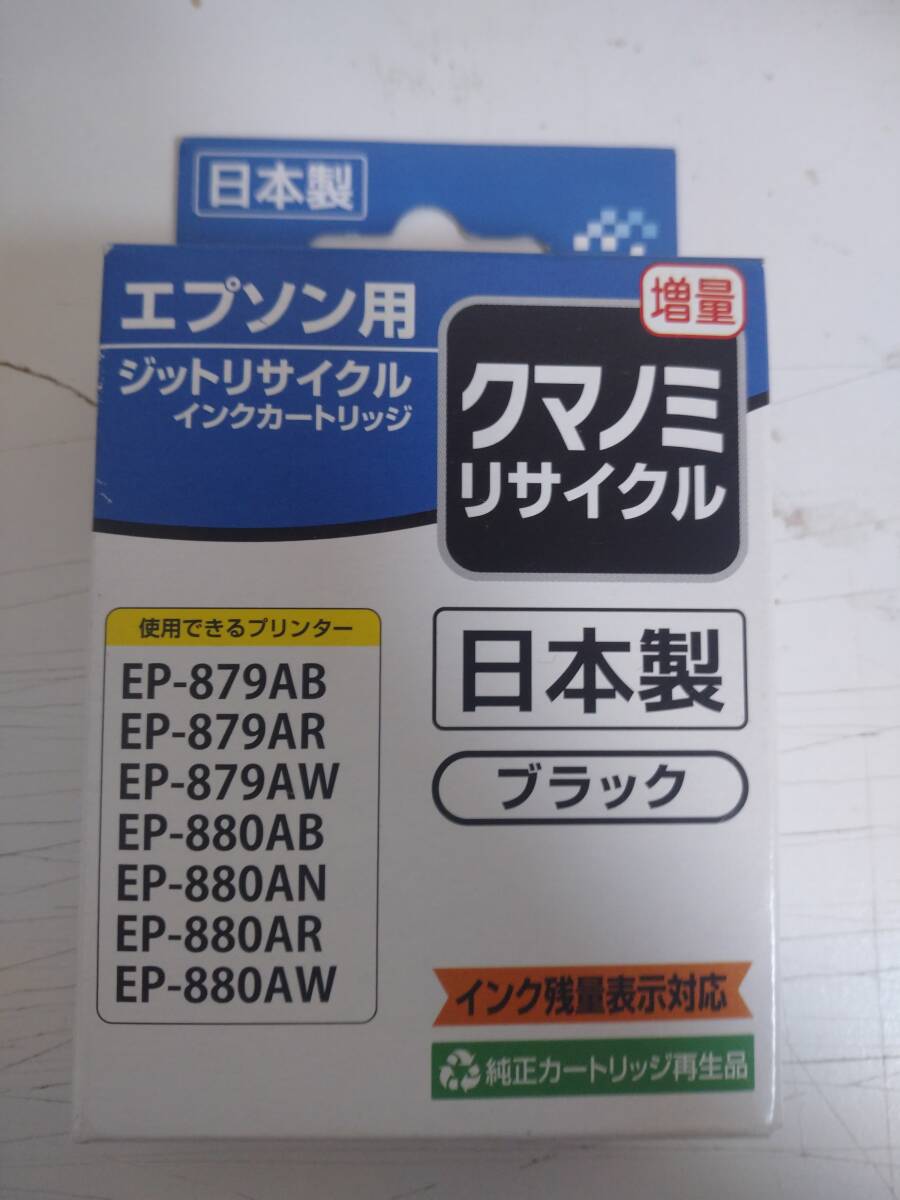 日本製
エプソン用
ジットリサイクル
インクカートリッジ
増量
クマノミ
リサイクル
使用できるプリンター
EP-879AB
EP-879AR
EP-879AW
EP-880AB
EP-880AN
EP-880AR
EP-880AW
日本製
ブラック
インク残量表示対応
純正カートリッジ再生品